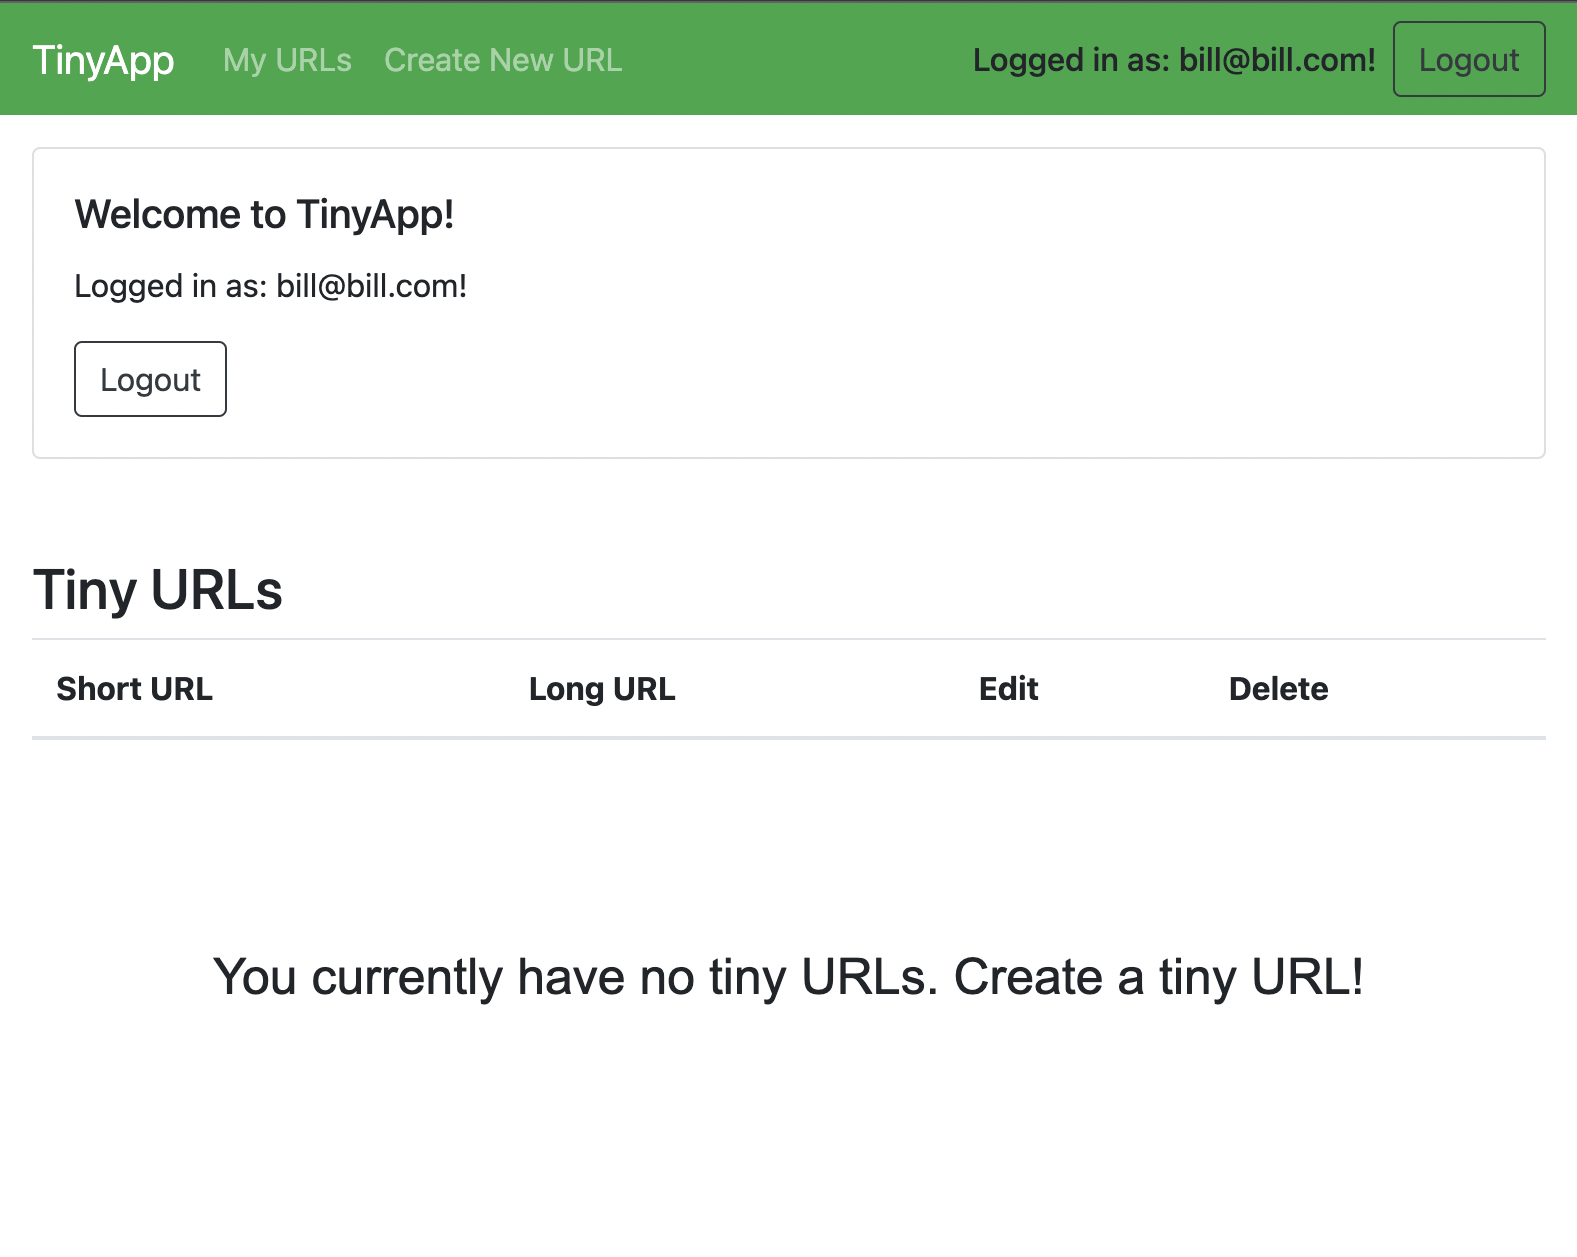 TinyApp My URLs Create New URL Logged in as: bill@bill.com! Logout
Welcome to TinyApp!
Logged in as: bill@bill.com!
Logout
Tiny URLs
Short URL Long URL Edit Delete
You currently have no tiny URLs. Create a tiny URL!